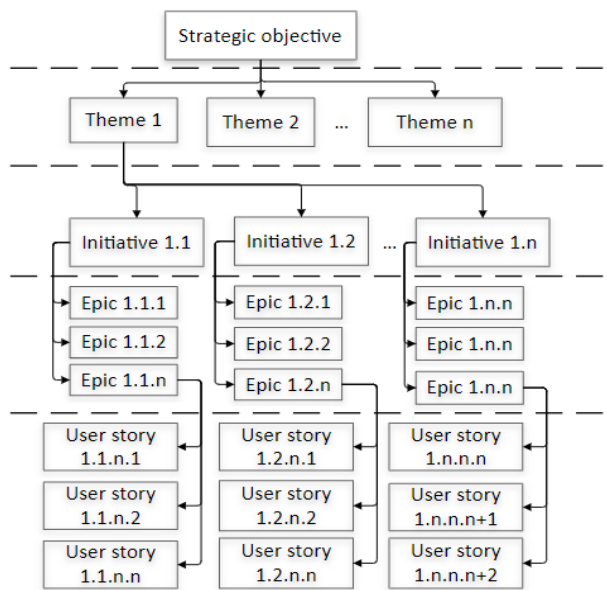 Strategic objective
Theme 1
Theme 2
...
Theme n
Initiative 1.1
Initiative 1.2
...
Initiative 1.n
Epic 1.1.1
Epic 1.2.1
Epic 1.n.n
Epic 1.1.2
Epic 1.2.2
Epic 1.n.n
Epic 1.1.n
Epic 1.2.n
Epic 1.n.n
User story
1.1.n.1
User story
1.2.n.1
User story
1.n.n.n
User story
1.1.n.2
User story
1.2.n.2
User story
1.n.n.n+1
User story
1.1.n.n
User story
1.2.n.n
User story
1.n.n.n+2